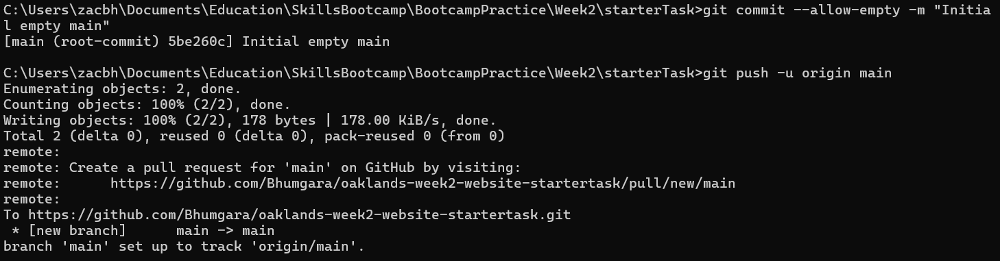 C:\Users\zacbh\Documents\Education\SkillsBootcamp\BootcampPractice\Week2\starterTask>git commit --allow-empty -m "Initia
l empty main"
[main (root-commit) 5be260c] Initial empty main
C:\Users\zacbh\Documents\Education\SkillsBootcamp\BootcampPractice\Week2\starterTask>git push -u origin main
Enumerating objects: 2, done.
Counting objects: 100% (2/2), done.
Writing objects: 100% (2/2), 178 bytes | 178.00 KiB/s, done.
Total 2 (delta 0), reused 0 (delta 0), pack-reused 0 (from 0)
remote:
remote: Create a pull request for 'main' on GitHub by visiting:
remote:      https://github.com/Bhumgara/oaklands-week2-website-startertask/pull/new/main
remote:
To https://github.com/Bhumgara/oaklands-week2-website-startertask.git
 * [new branch]      main -> main
branch 'main' set up to track 'origin/main'.